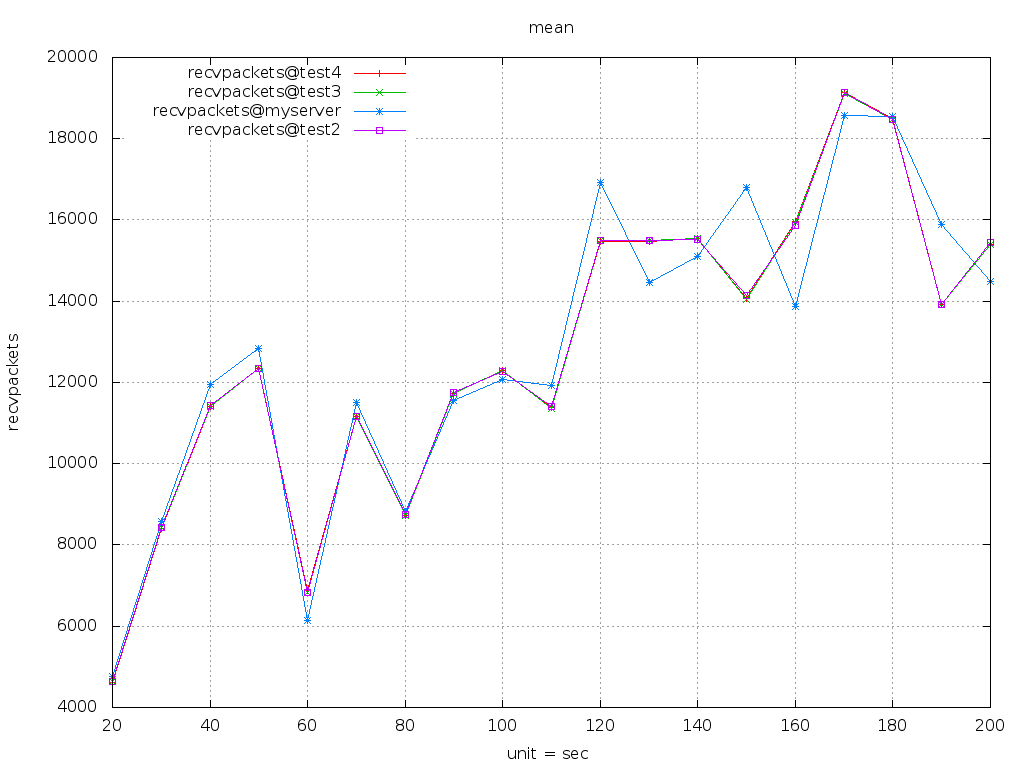 mean
20000
18000
16000
14000
12000
10000
8000
6000
4000
recvpackets@test4
recvpackets@test3
recvpackets@myserver
recvpackets@test2
recvpackets
20 40 60 80 100 120 140 160 180 200
unit = sec